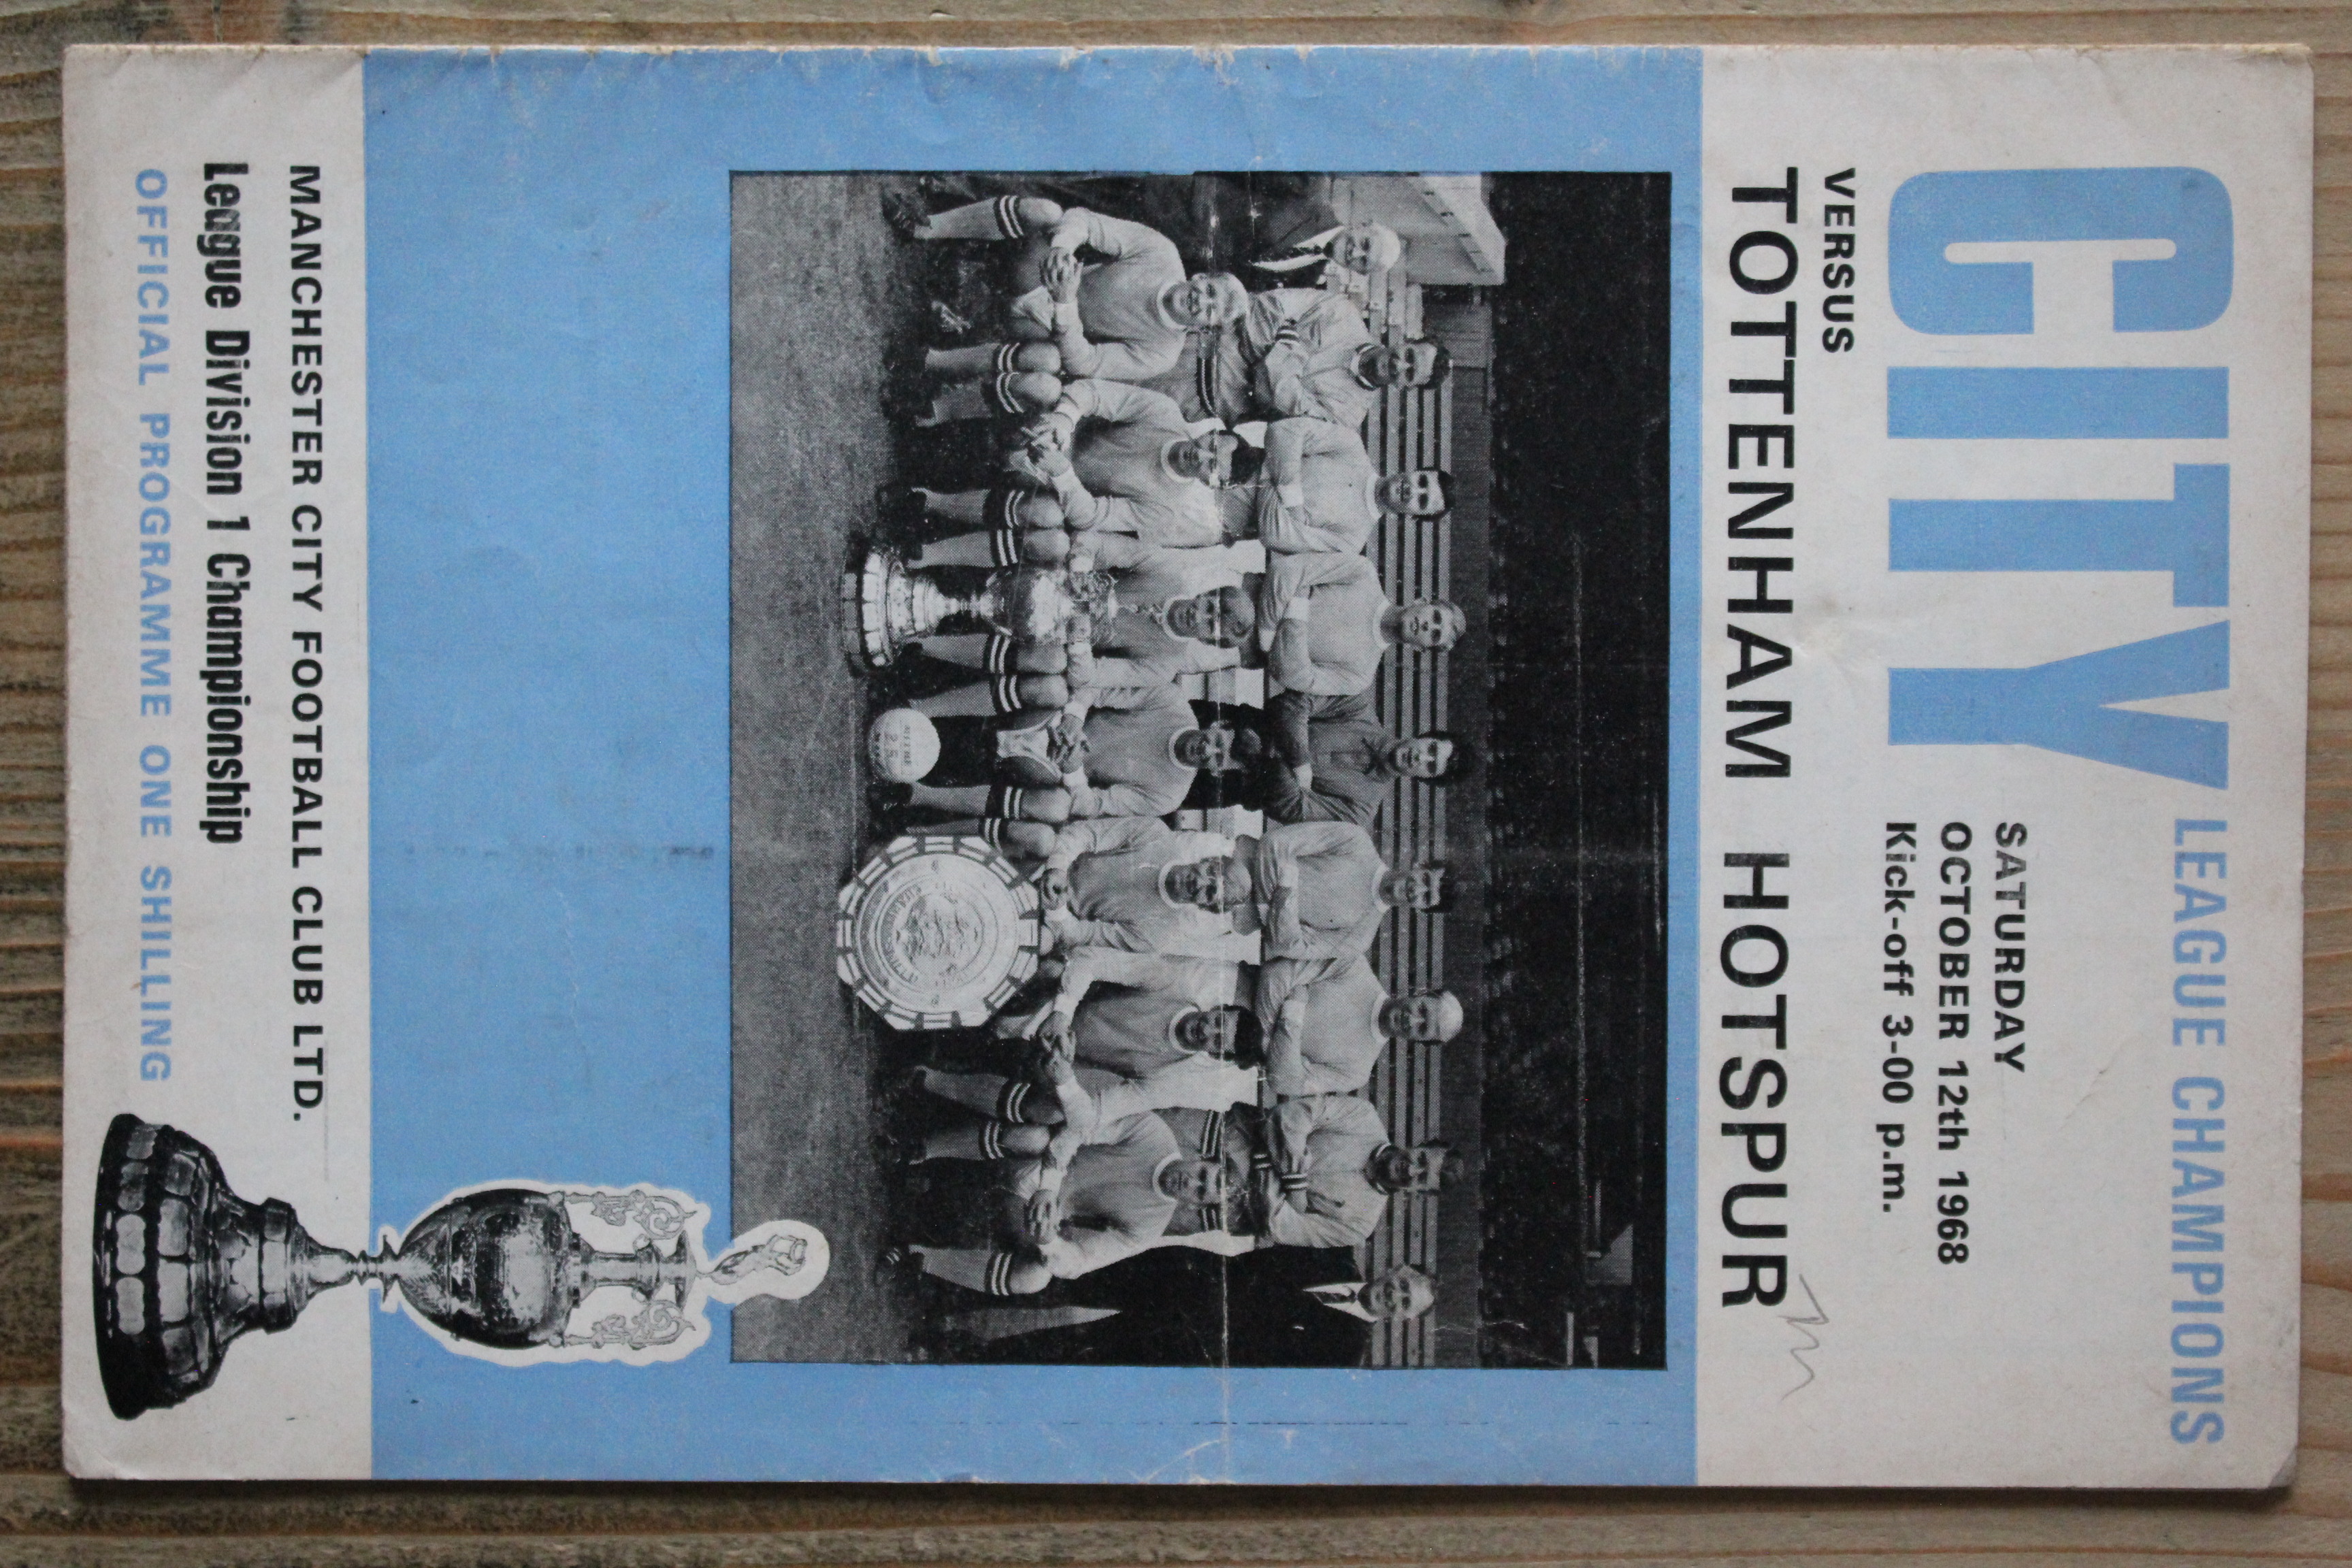 CITY
LEAGUE CHAMPIONS
SATURDAY
OCTOBER 12th 1968
Kick-off 3-00 p.m.
VERSUS
TOTTENHAM HOTSPUR
MANCHESTER CITY FOOTBALL CLUB LTD.
League Division 1 Championship
OFFICIAL PROGRAMME ONE SHILLING